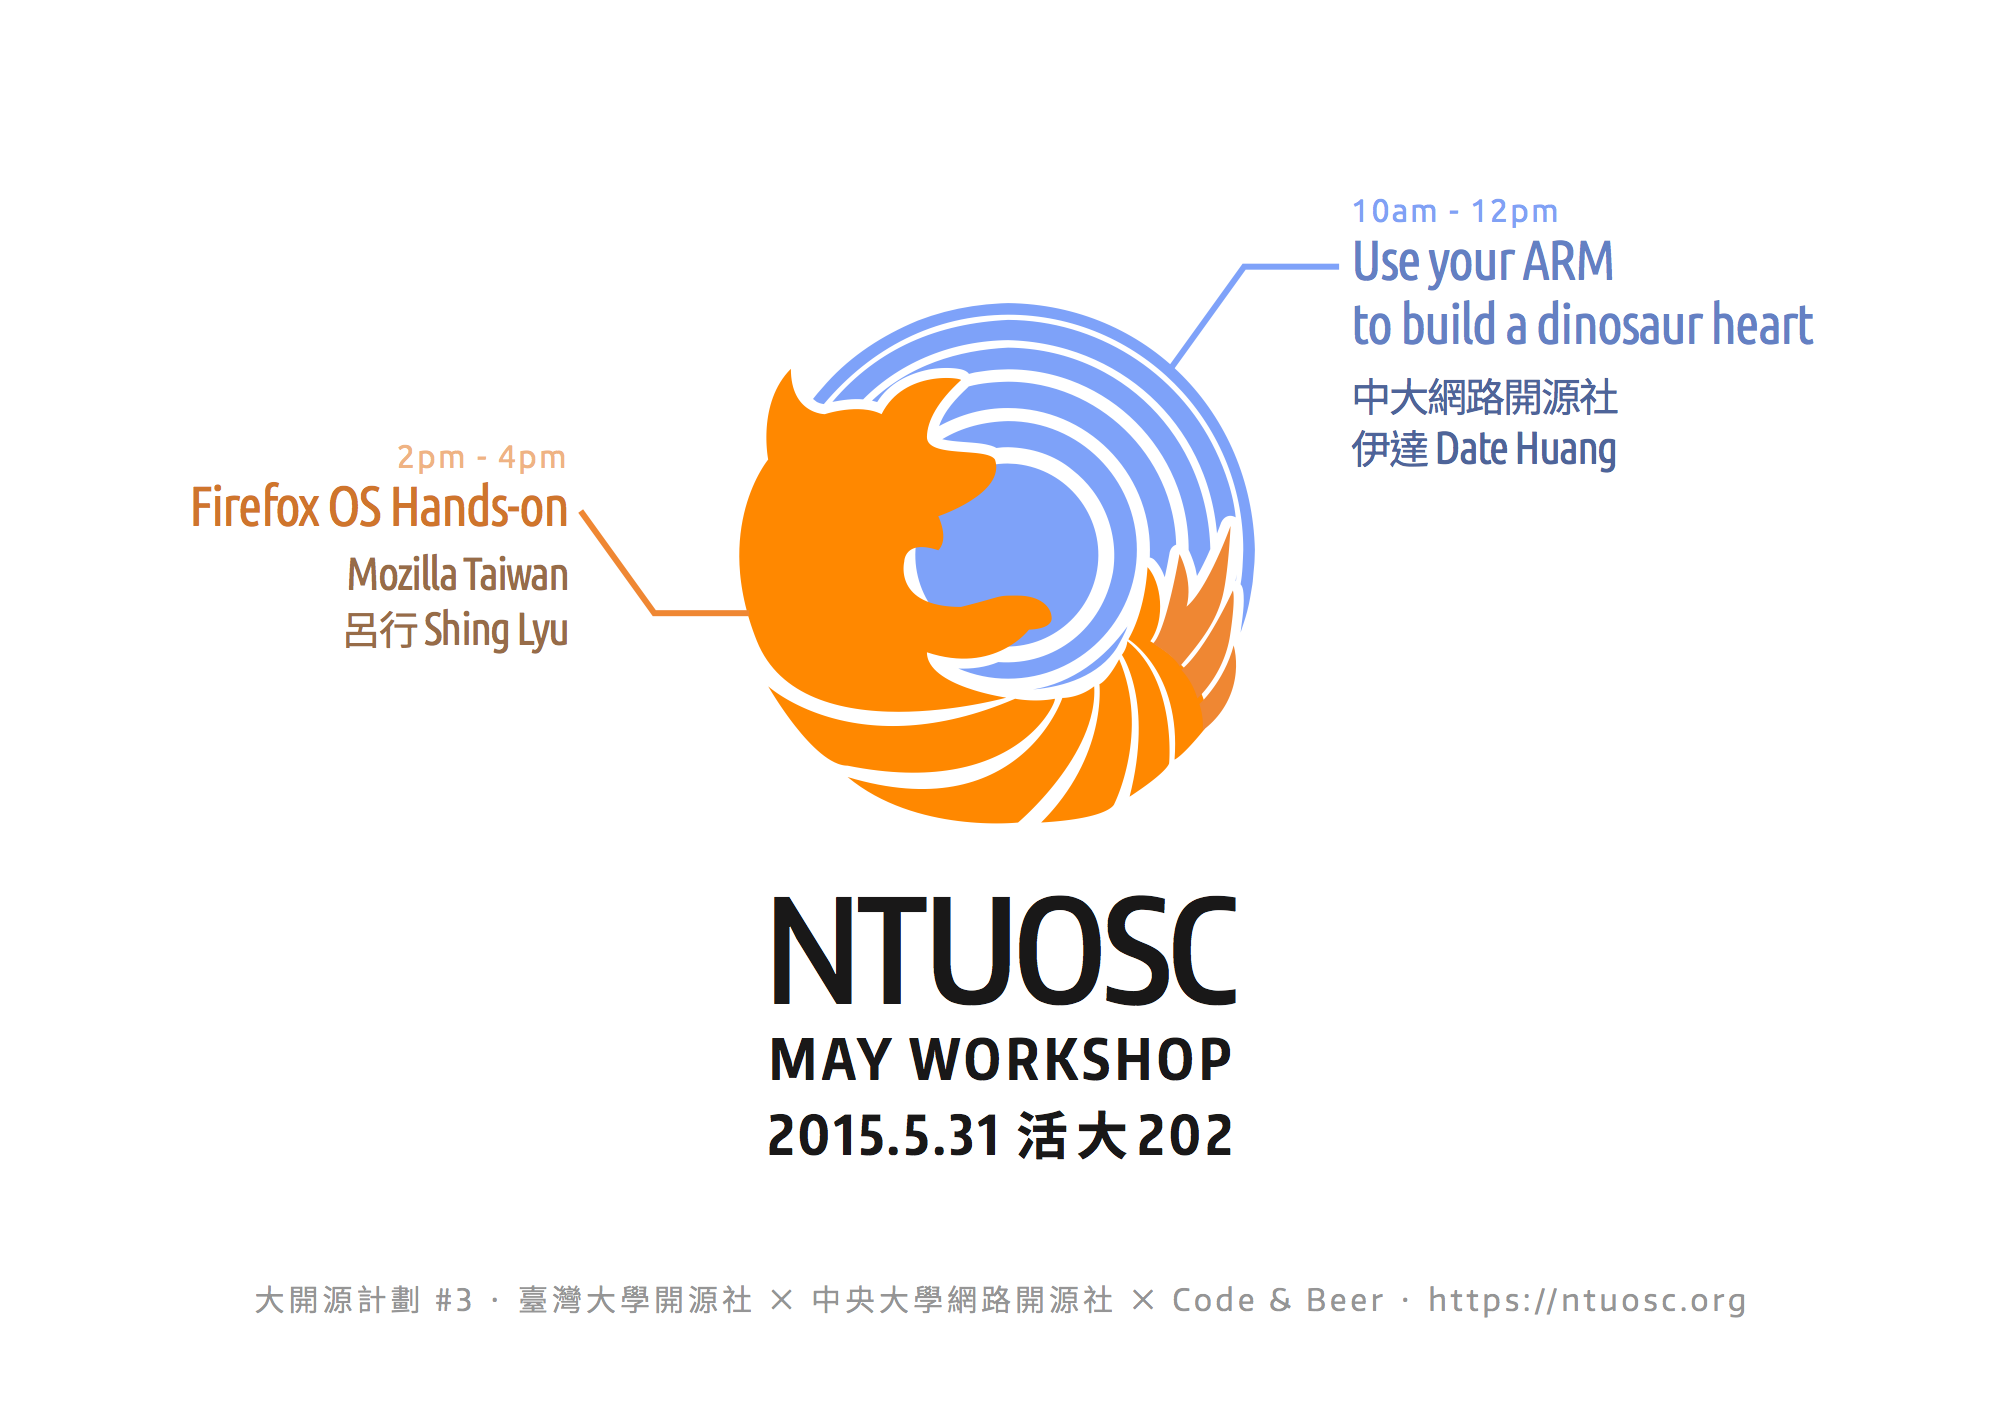 10am - 12pm
Use your ARM
to build a dinosaur heart
中大網路開源社
伊達 Date Huang
2pm - 4pm
Firefox OS Hands-on
Mozilla Taiwan
呂行 Shing Lyu
NTUOSC
MAY WORKSHOP
2015.5.31 活大202
大開源計劃 #3 · 臺灣大學開源社 × 中央大學網路開源社 × Code & Beer · https://ntuosc.org